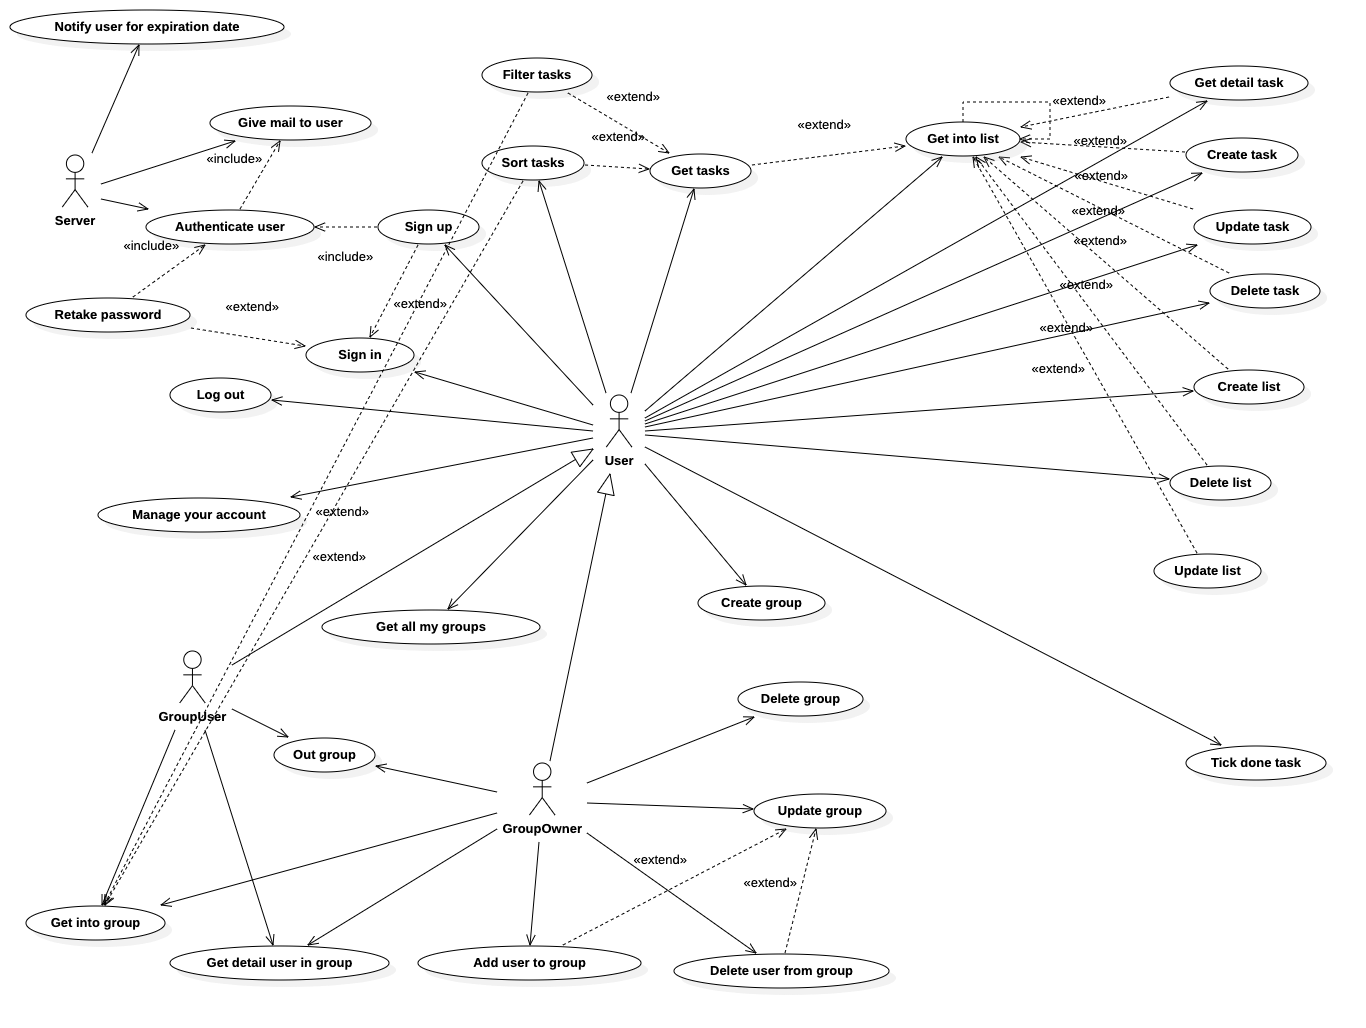 Notify user for expiration date
Filter tasks
Get detail task
«extend»
«extend»
Give mail to user
«extend»
«extend»
Get into list
«extend»
Sort tasks
Create task
«include»
Get tasks
«extend»
Server
Authenticate user
Sign up
«extend»
Update task
«include»
«include»
«extend»
Delete task
«extend»
Retake password
«extend»
«extend»
«extend»
Sign in
«extend»
Log out
Create list
User
Delete list
Manage your account
«extend»
«extend»
Update list
Create group
Get all my groups
Delete group
GroupUser
Out group
Tick done task
Update group
GroupOwner
«extend»
«extend»
Get into group
Get detail user in group
Add user to group
Delete user from group